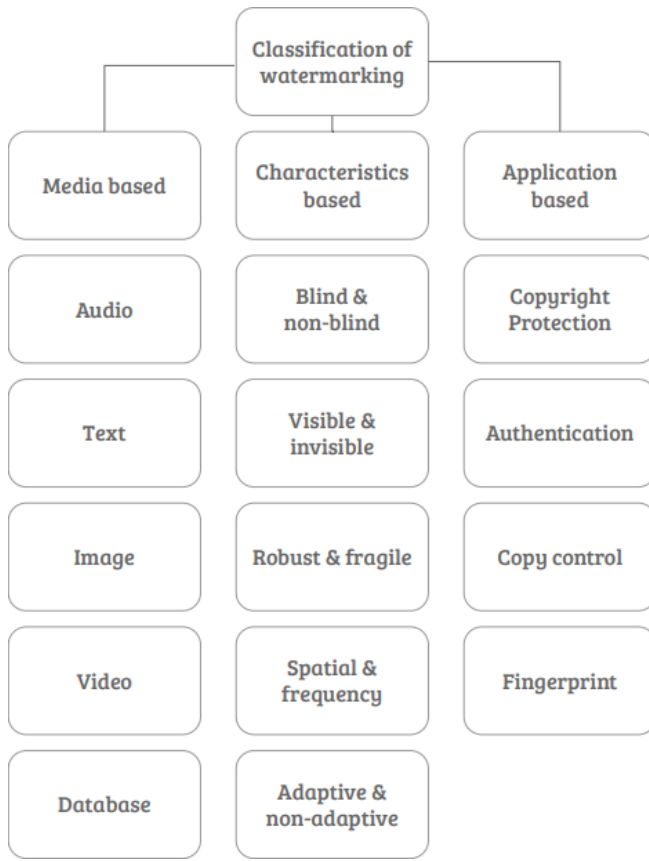 Classification of
watermarking
Media based
Characteristics
based
Application
based
Audio
Blind &
non-blind
Copyright
Protection
Text
Visible &
invisible
Authentication
Image
Robust & fragile
Copy control
Video
Spatial &
frequency
Fingerprint
Database
Adaptive &
non-adaptive